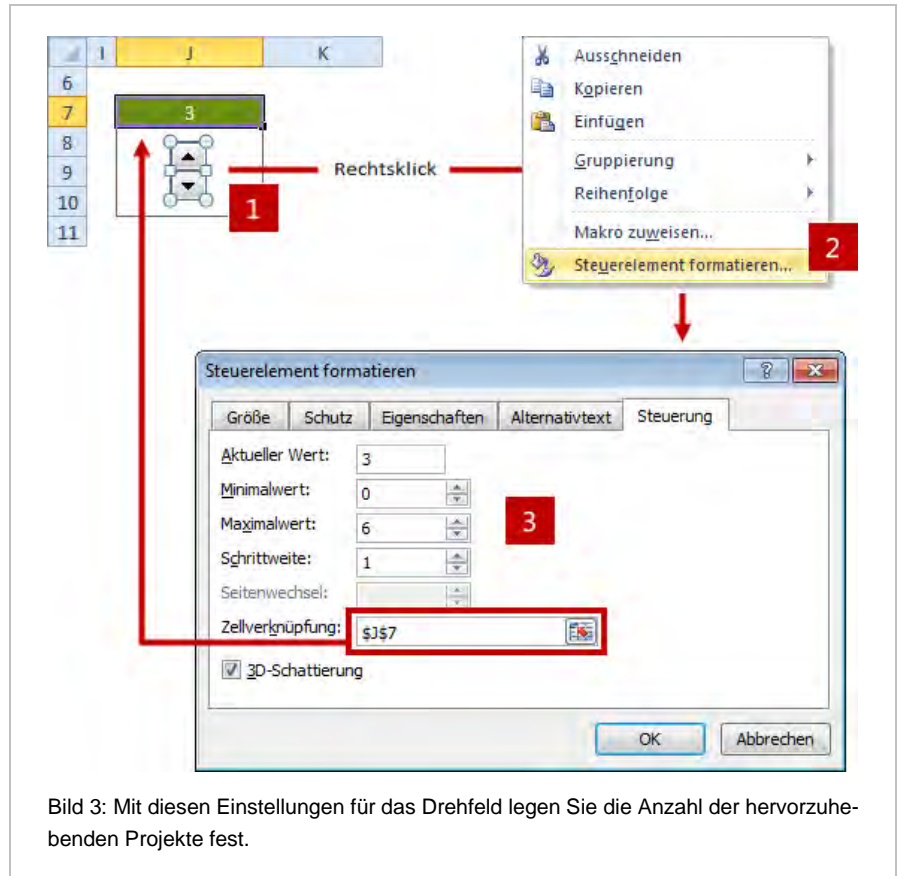 I J K
6
7 3
8
9
10
11
1
Rechtsklick
Ausschneiden
Kopieren
Einfügen
Gruppierung
Reihenfolge
Makro zuweisen...
Steuerelement formatieren...
2
Steuerelement formatieren
Größe Schutz Eigenschaften Alternativtext Steuerung
Aktueller Wert: 3
Minimalwert: 0
Maximalwert: 6
3
Schrittweite: 1
Seitenwechsel:
Zellverknüpfung: $J$7
3D-Schattierung
OK Abbrechen
Bild 3: Mit diesen Einstellungen für das Drehfeld legen Sie die Anzahl der hervorzuhe-
benden Projekte fest.